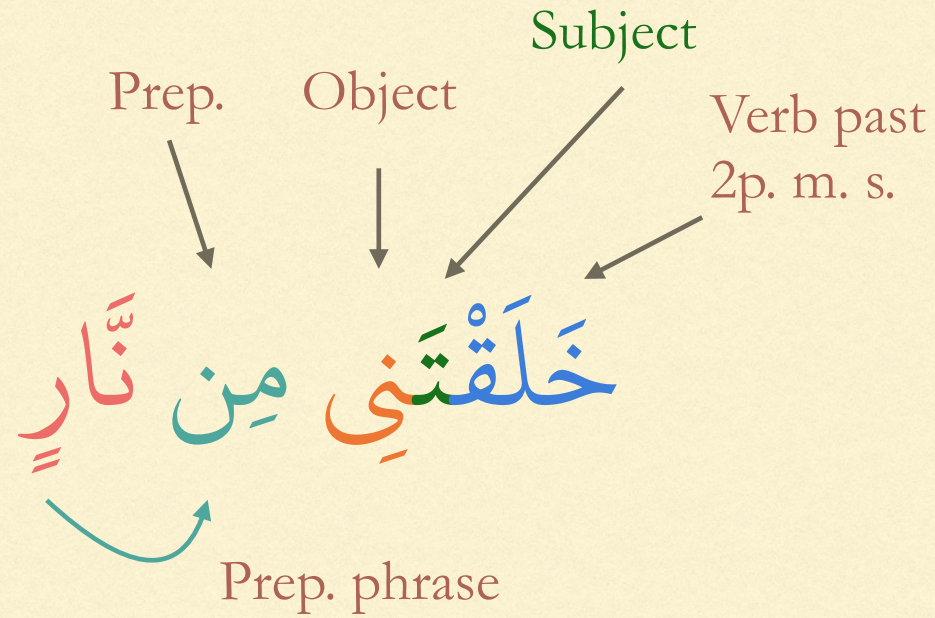 Subject
Prep.
Object
Verb past
2p. m. s.
خَلَقْتَنِى مِن نَّارٍ
Prep. phrase